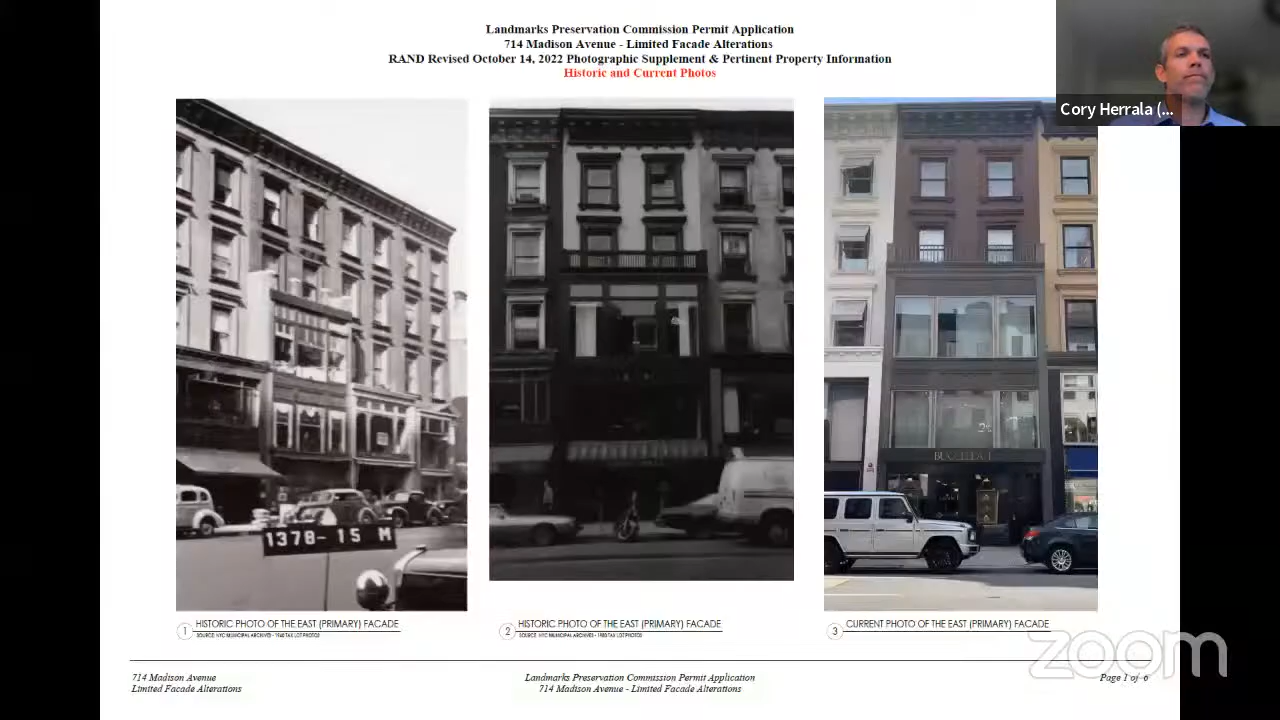 Landmarks Preservation Commission Permit Application
714 Madison Avenue - Limited Facade Alterations
RAND Revised October 14, 2022 Photographic Supplement & Pertinent Property Information
Historic and Current Photos
Cory Herrala (...
1378-15 M
1 HISTORIC PHOTO OF THE EAST (PRIMARY) FACADE
SOURCE: NYC MUNICIPAL ARCHIVES - 1940 TAX LOT PHOTOS
2 HISTORIC PHOTO OF THE EAST (PRIMARY) FACADE
SOURCE: NYC MUNICIPAL ARCHIVES - 1980 TAX LOT PHOTOS
3 CURRENT PHOTO OF THE EAST (PRIMARY) FACADE
zoom
714 Madison Avenue
Limited Facade Alterations
Landmarks Preservation Commission Permit Application
714 Madison Avenue - Limited Facade Alterations
Page 1 of 6